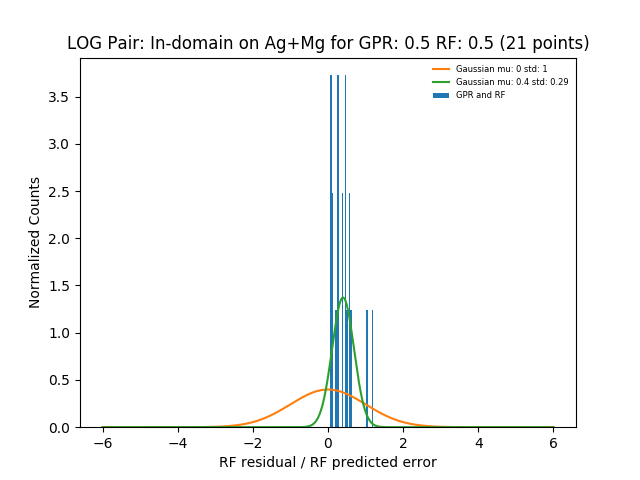 LOG Pair: In-domain on Ag+Mg for GPR: 0.5 RF: 0.5 (21 points)
Gaussian mu: 0 std: 1
Gaussian mu: 0.4 std: 0.29
GPR and RF
Normalized Counts
3.5
3.0
2.5
2.0
1.5
1.0
0.5
0.0
−6 −4 −2 0 2 4 6
RF residual / RF predicted error